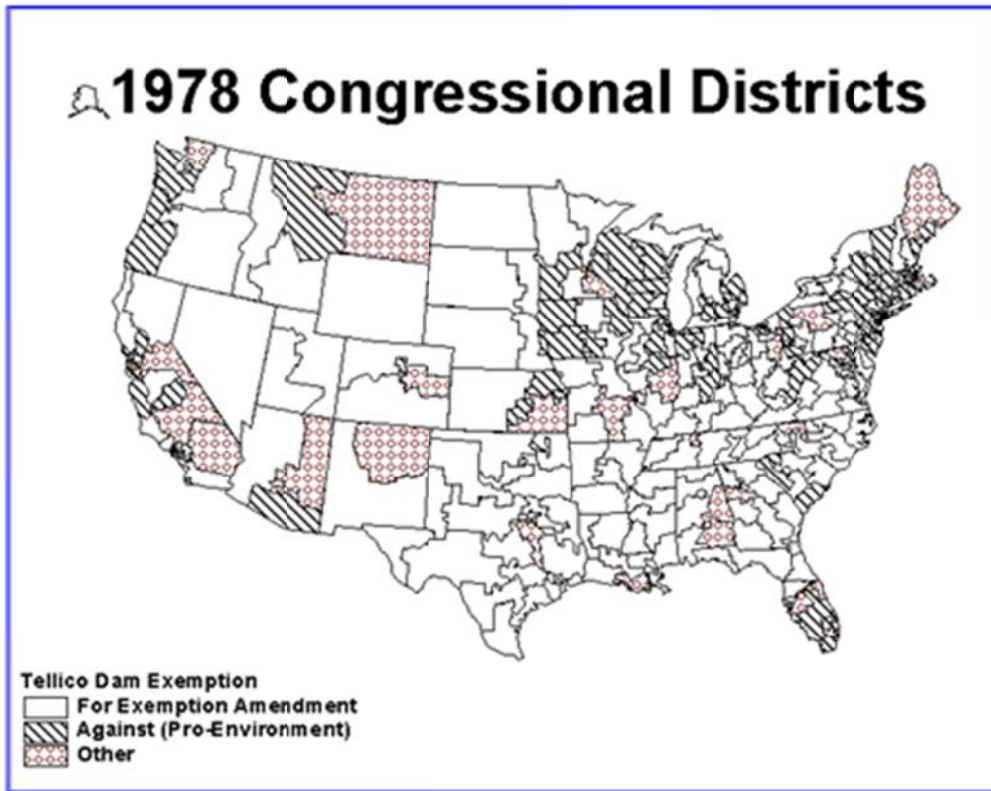 1978 Congressional Districts
Tellico Dam Exemption
For Exemption Amendment
Against (Pro-Environment)
Other